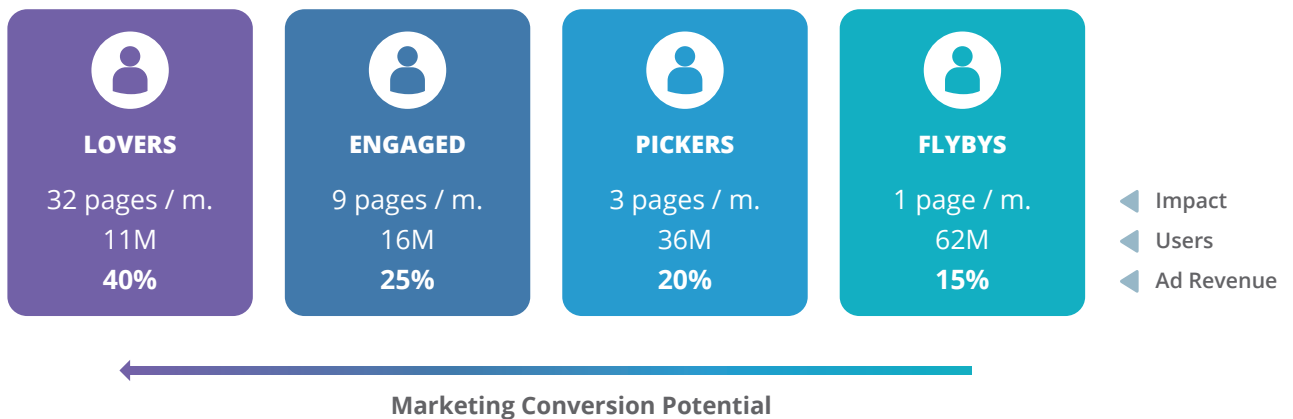 LOVERS
32 pages / m.
11M
40%
ENGAGED
9 pages / m.
16M
25%
PICKERS
3 pages / m.
36M
20%
FLYBYS
1 page / m.
62M
15%
Impact
Users
Ad Revenue
Marketing Conversion Potential